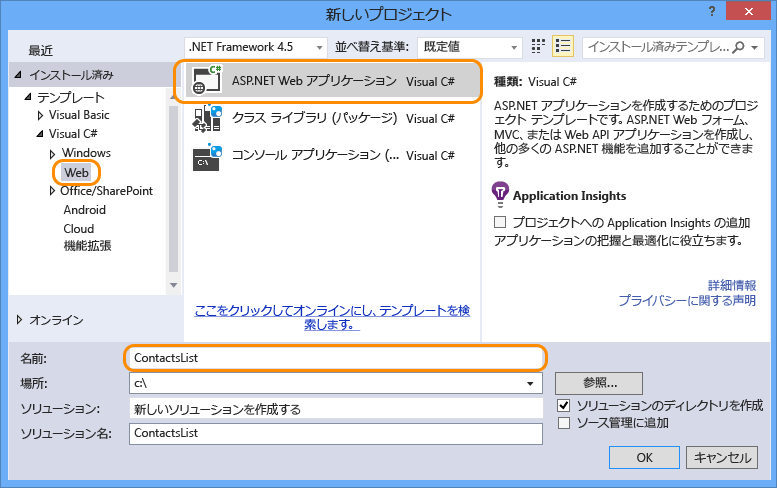 新しいプロジェクト
?
最近
.NET Framework 4.5
並べ替え基準:
既定値
インストール済みテンプレ...
インストール済み
テンプレート
Visual Basic
Visual C#
Windows
Web
Office/SharePoint
Android
Cloud
機能拡張
オンライン
C#
ASP.NET Web アプリケーション Visual C#
クラス ライブラリ (パッケージ) Visual C#
C:\
コンソール アプリケーション (... Visual C#
ここをクリックしてオンラインにし、テンプレートを検
索します。
種類: Visual C#
ASP.NET アプリケーションを作成するためのプロジ
ェクト テンプレートです。ASP.NET Web フォーム、
MVC、または Web API アプリケーションを作成し、
他の多くの ASP.NET 機能を追加することができま
す。
Application Insights
プロジェクトへの Application Insights の追加
アプリケーションの把握と最適化に役立ちます。
詳細情報
プライバシーに関する声明
名前: ContactsList
場所: c:\ 参照...
ソリューション: 新しいソリューションを作成する
ソリューションのディレクトリを作成
ソリューション名: ContactsList
ソース管理に追加
OK キャンセル